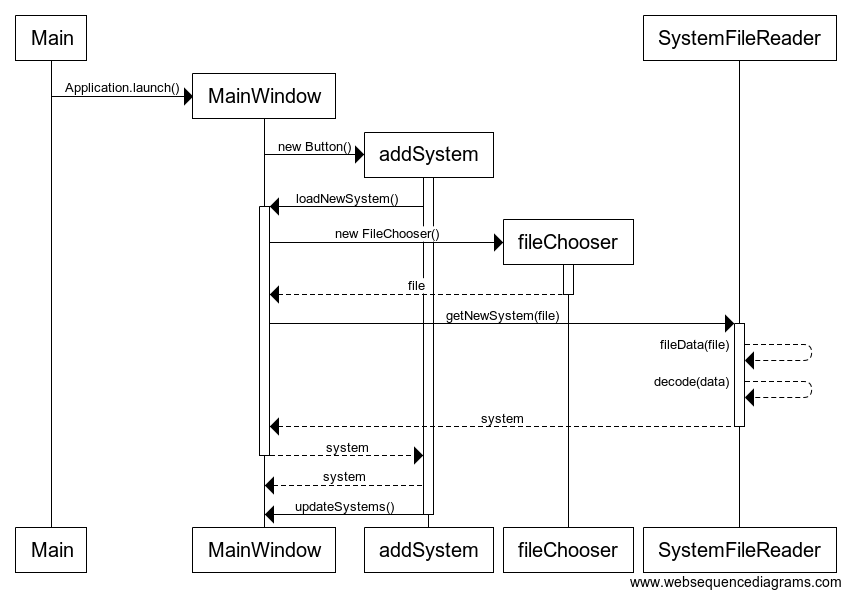 Main
SystemFileReader
Application.launch()
MainWindow
new Button()
addSystem
loadNewSystem()
new FileChooser()
fileChooser
file
getNewSystem(file)
fileData(file)
decode(data)
system
system
system
updateSystems()
Main
MainWindow
addSystem
fileChooser
SystemFileReader
www.websequencediagrams.com